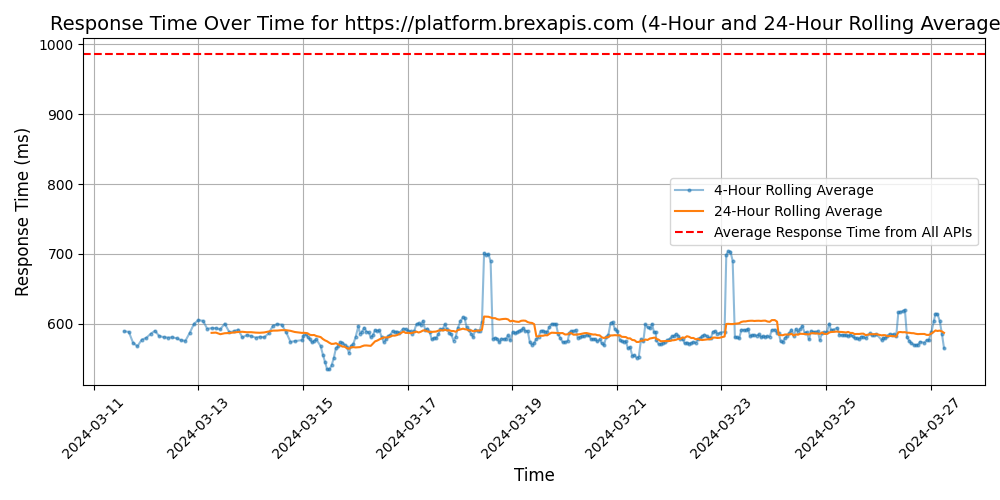 Response Time Over Time for https://platform.brexapis.com (4-Hour and 24-Hour Rolling Average
Response Time (ms)
1000
900
800
700
600
4-Hour Rolling Average
24-Hour Rolling Average
Average Response Time from All APIs
2024-03-11
2024-03-13
2024-03-15
2024-03-17
2024-03-19
2024-03-21
2024-03-23
2024-03-25
2024-03-27
Time